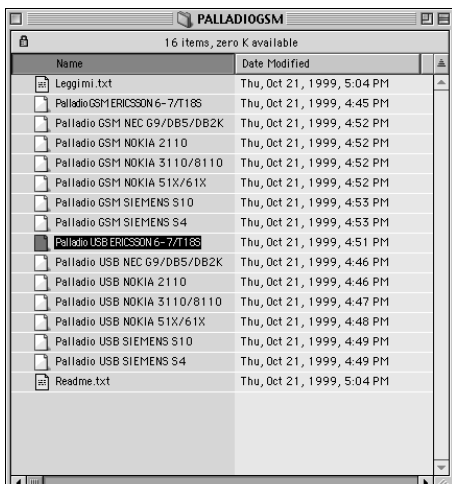 PALLADIOGSM
16 items, zero K available
Name Date Modified
Leggimi.txt Thu, Oct 21, 1999, 5:04 PM
Palladio GSM ERICSSON 6-7/T18S Thu, Oct 21, 1999, 4:45 PM
Palladio GSM NEC G9/DB5/DB2K Thu, Oct 21, 1999, 4:52 PM
Palladio GSM NOKIA 2110 Thu, Oct 21, 1999, 4:52 PM
Palladio GSM NOKIA 3110/8110 Thu, Oct 21, 1999, 4:52 PM
Palladio GSM NOKIA 51X/61X Thu, Oct 21, 1999, 4:52 PM
Palladio GSM SIEMENS S10 Thu, Oct 21, 1999, 4:53 PM
Palladio GSM SIEMENS S4 Thu, Oct 21, 1999, 4:53 PM
Palladio USB ERICSSON 6-7/T18S Thu, Oct 21, 1999, 4:51 PM
Palladio USB NEC G9/DB5/DB2K Thu, Oct 21, 1999, 4:46 PM
Palladio USB NOKIA 2110 Thu, Oct 21, 1999, 4:46 PM
Palladio USB NOKIA 3110/8110 Thu, Oct 21, 1999, 4:47 PM
Palladio USB NOKIA 51X/61X Thu, Oct 21, 1999, 4:48 PM
Palladio USB SIEMENS S10 Thu, Oct 21, 1999, 4:49 PM
Palladio USB SIEMENS S4 Thu, Oct 21, 1999, 4:49 PM
Readme.txt Thu, Oct 21, 1999, 5:04 PM